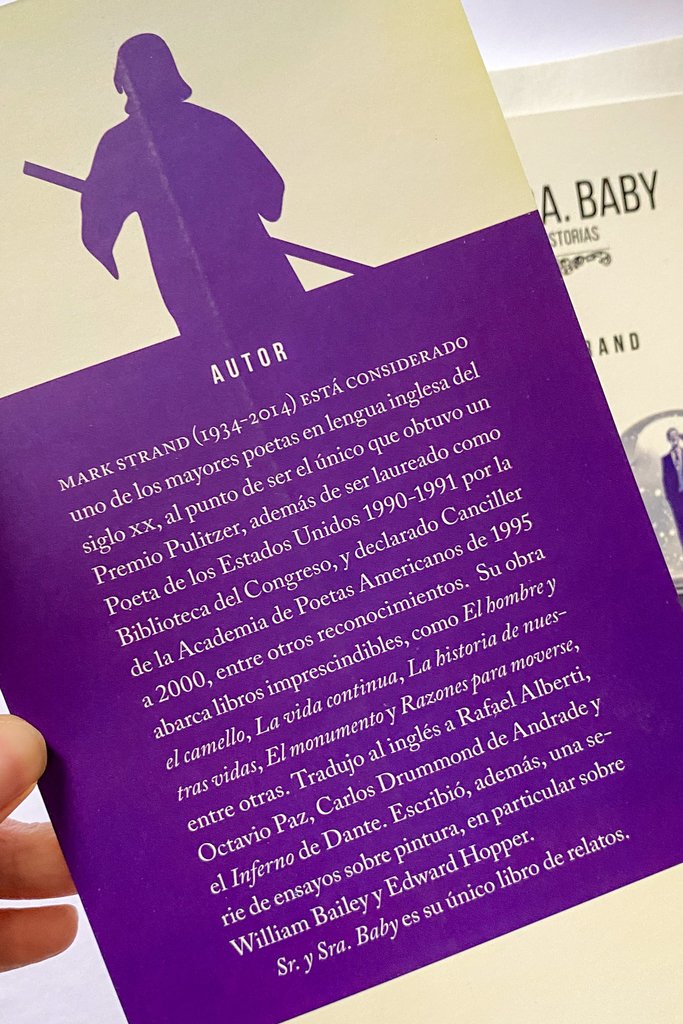 A. BABY
STORIAS
RAND
AUTOR
MARK STRAND (1934-2014) ESTÁ CONSIDERADO
uno de los mayores poetas en lengua inglesa del
siglo XX, al punto de ser el único que obtuvo un
Premio Pulitzer, además de ser laureado como
Poeta de los Estados Unidos 1990-1991 por la
Biblioteca del Congreso, y declarado Canciller
de la Academia de Poetas Americanos de 1995
a 2000, entre otros reconocimientos. Su obra
abarca libros imprescindibles, como El hombre y
el camello, La vida continua, La historia de nues-
tras vidas, El monumento y Razones para moverse,
entre otras. Tradujo al inglés a Rafael Alberti,
Octavio Paz, Carlos Drummond de Andrade y
el Inferno de Dante. Escribió, además, una se-
rie de ensayos sobre pintura, en particular sobre
William Bailey y Edward Hopper.
Sr. y Sra. Baby es su único libro de relatos.